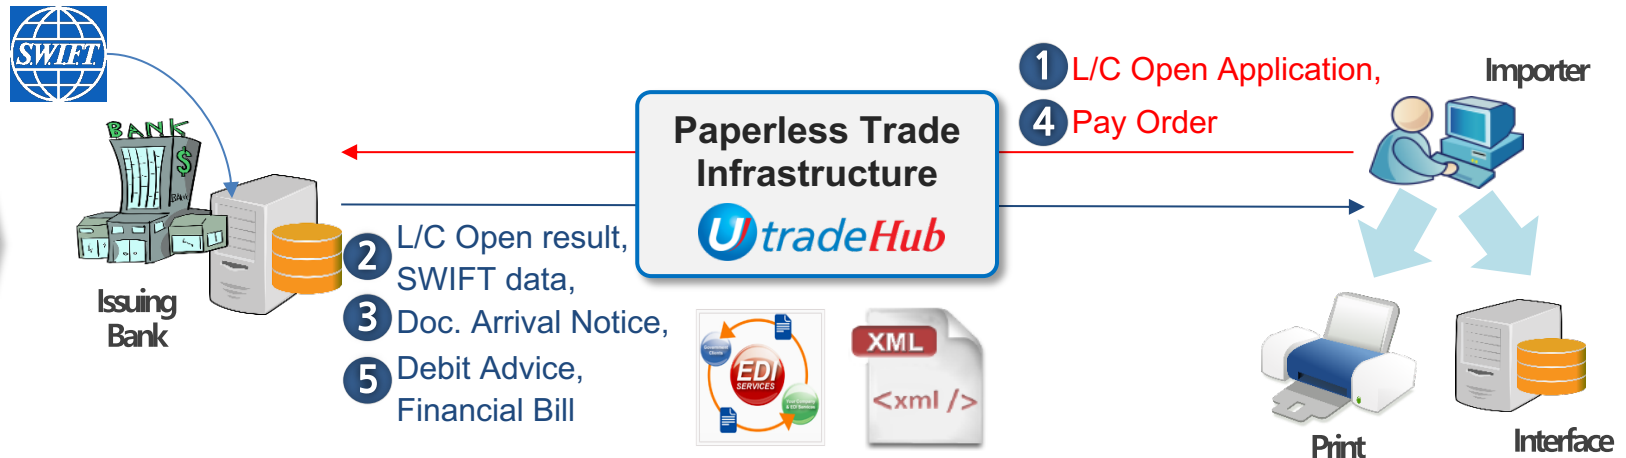 S.W.I.F.T.
BANK
$
BANK
Issuing
Bank
2 L/C Open result,
SWIFT data,
3 Doc. Arrival Notice,
5 Debit Advice,
Financial Bill
Paperless Trade
Infrastructure
UtradeHub
EDI
SERVICES
XML
<xml />
1 L/C Open Application,
4 Pay Order
Importer
Print
Interface